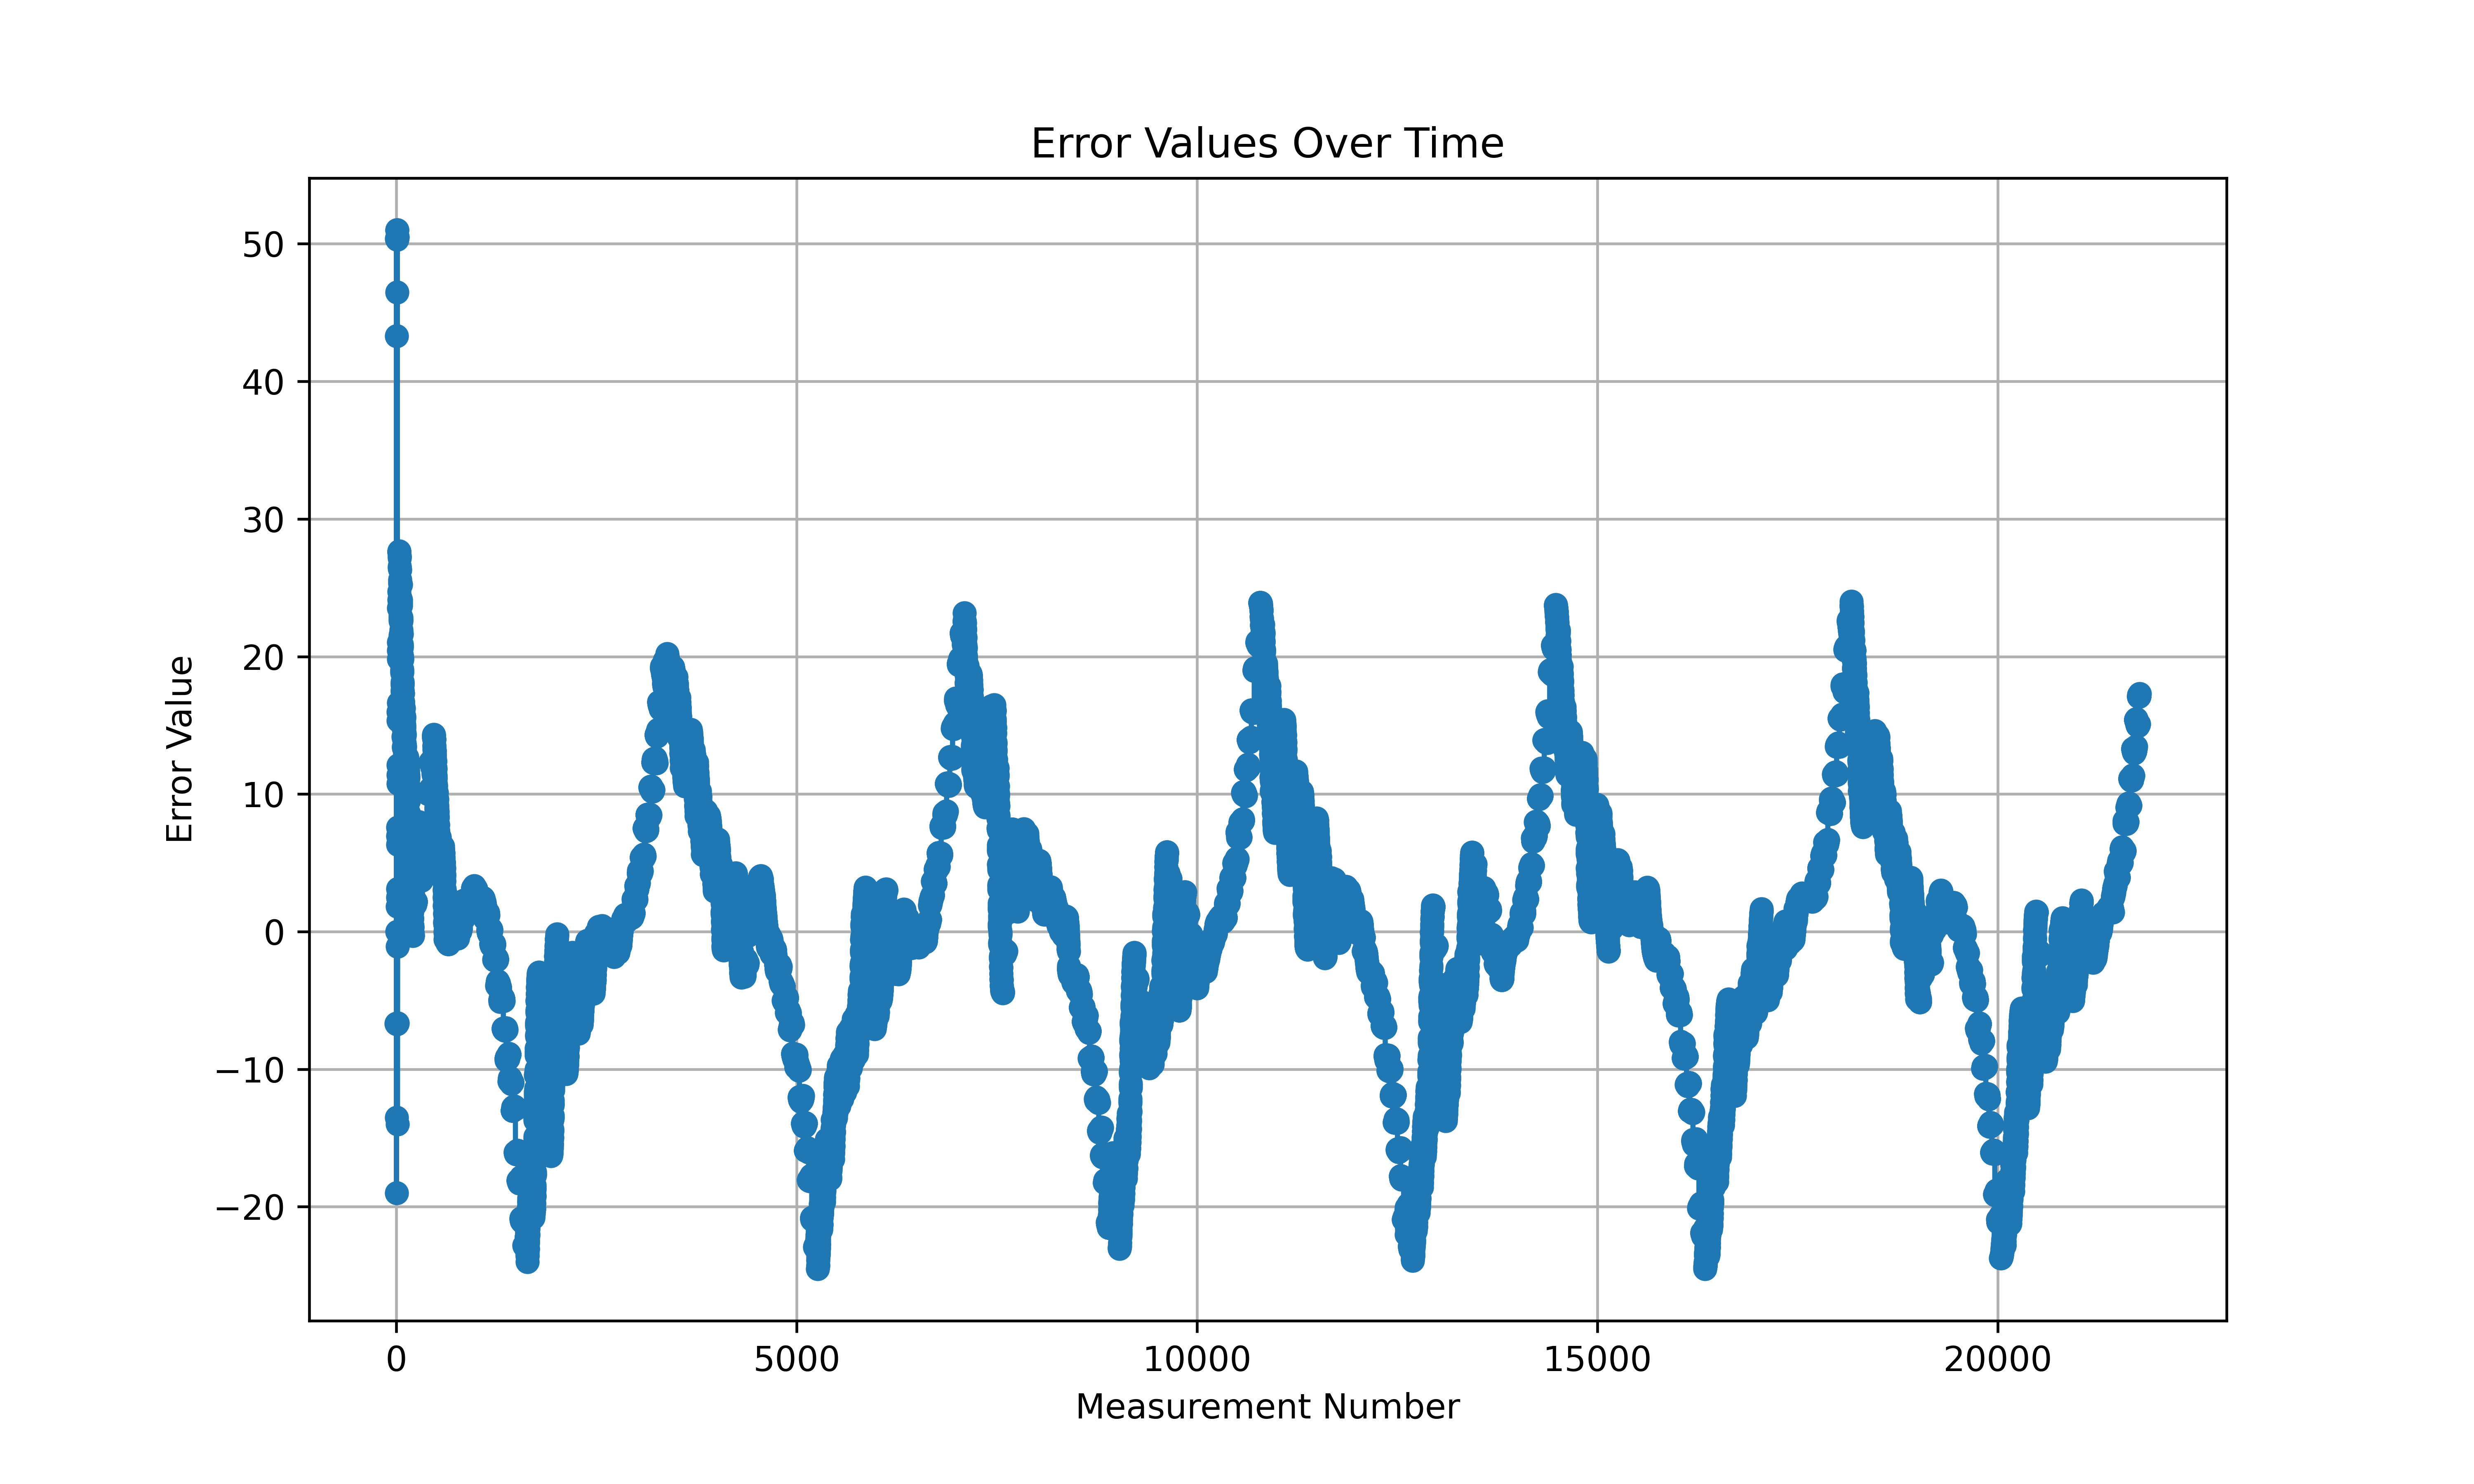 Error Values Over Time
Error Value
50
40
30
20
10
0
−10
−20
0 5000 10000 15000 20000
Measurement Number